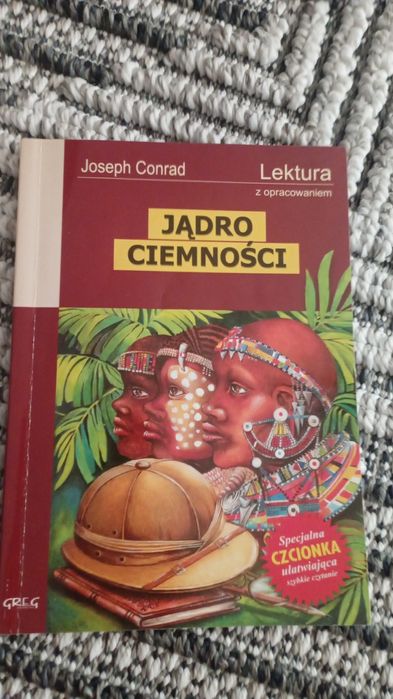 Joseph Conrad
Lektura
z opracowaniem
JĄDRO
CIEMNOŚCI
Specjalna
CZCIONKA
ułatwiająca
szybkie czytanie
GREG